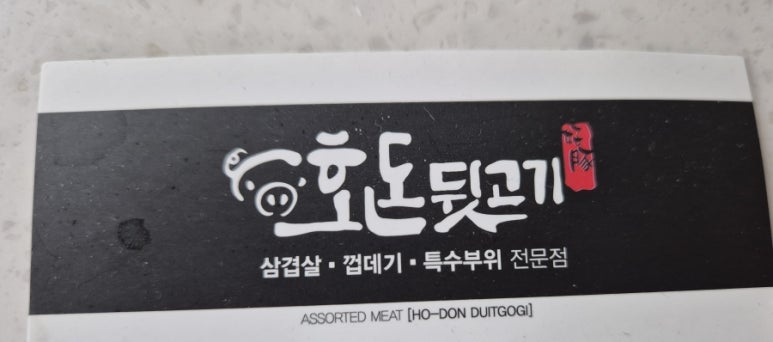 호돈뒷고기
삼겹살 · 껍데기 · 특수부위 전문점
ASSORTED MEAT [HO-DON DUITGOGI]